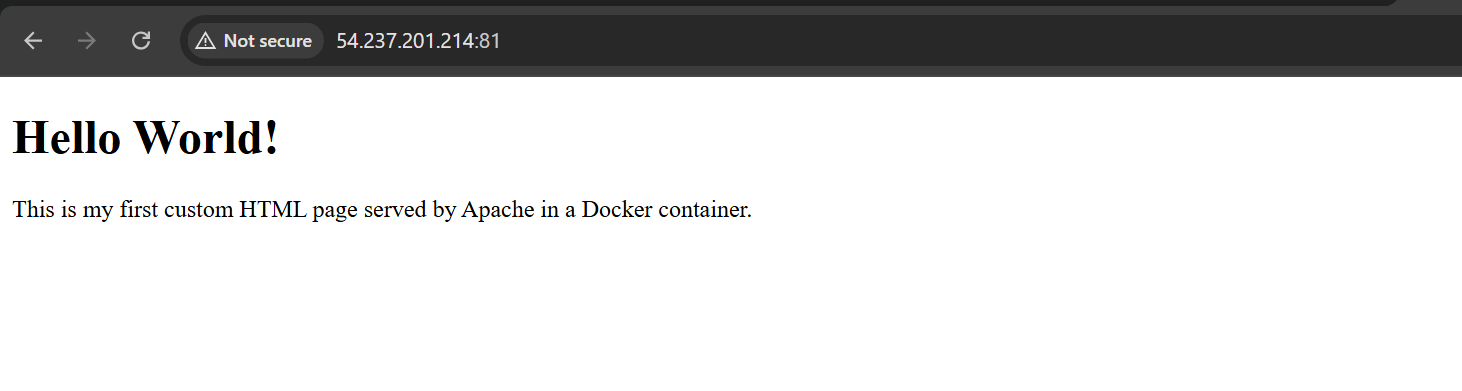 Not secure 54.237.201.214:81
Hello World!
This is my first custom HTML page served by Apache in a Docker container.